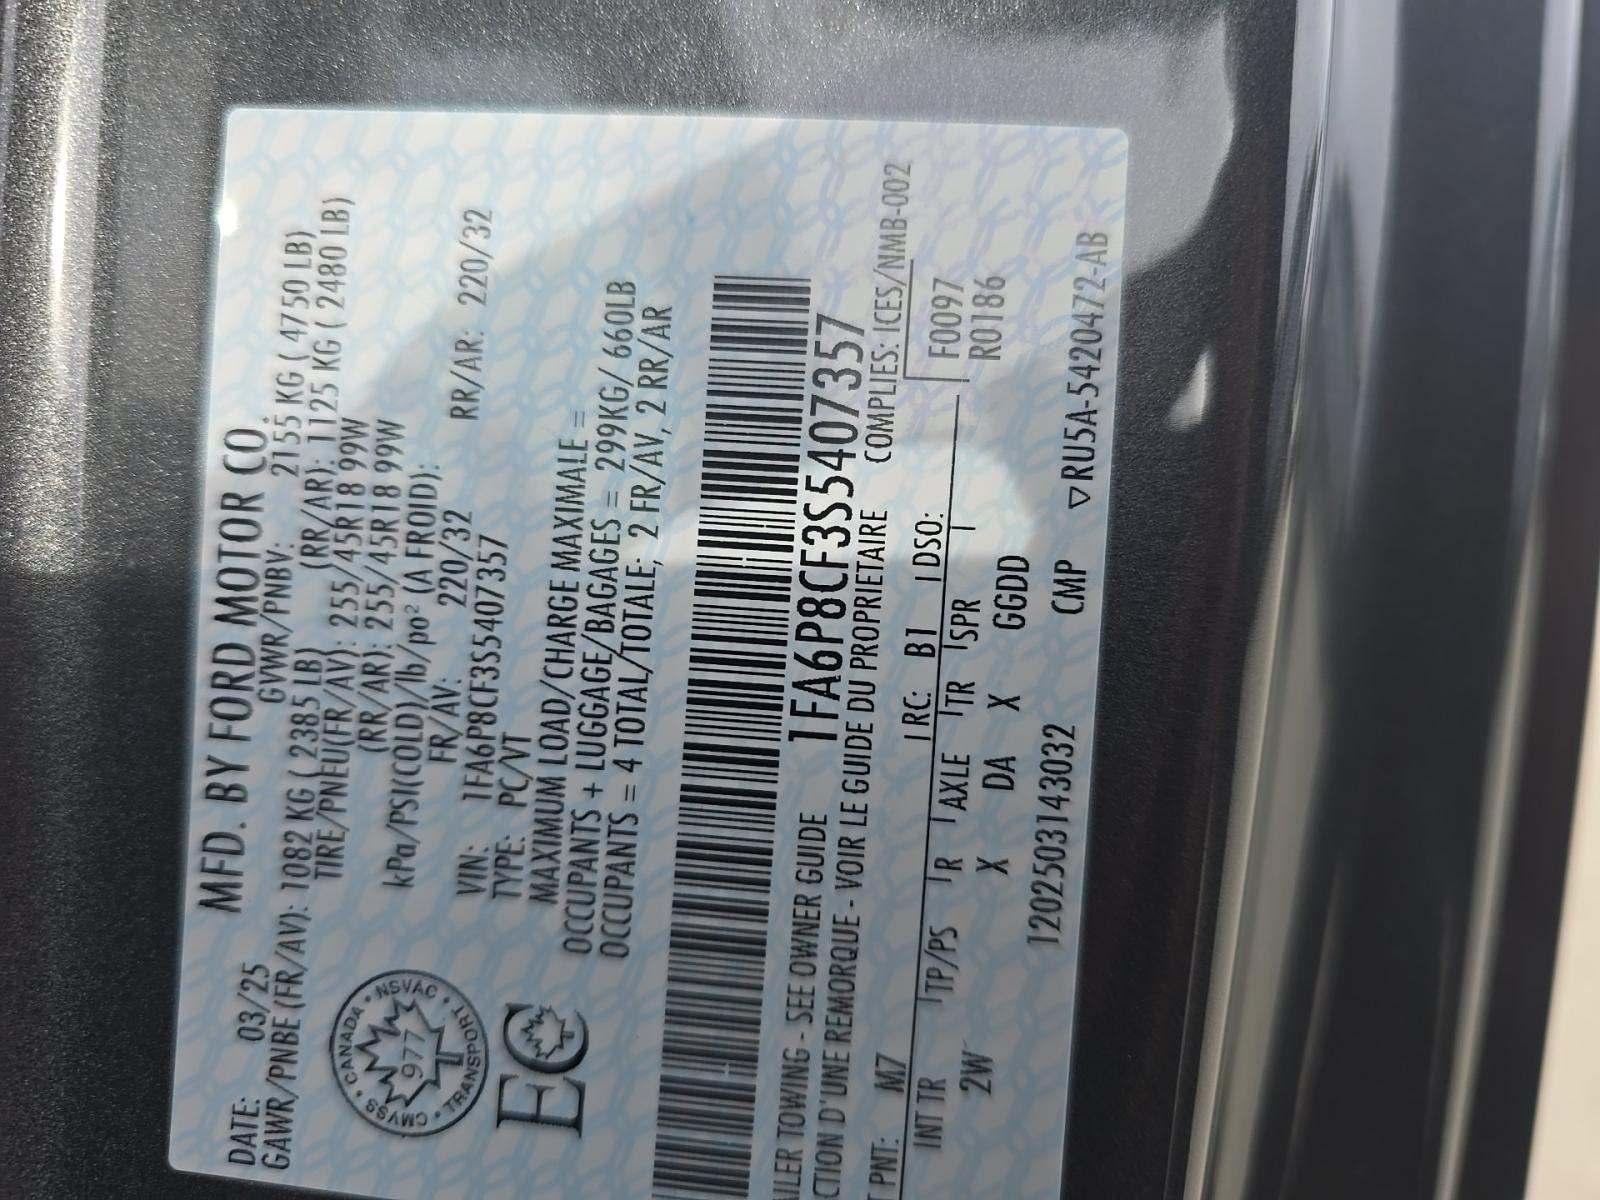 MFD. BY FORD MOTOR CO.
DATE: 03/25 GVWR/PNBV: 2155 KG ( 4750 LB)
GAWR/PNBE (FR/AV): 1082 KG ( 2385 LB) (RR/AR): 1125 KG ( 2480 LB)
TIRE/PNEU(FR/AV): 255/45R18 99W
(RR/AR): 255/45R18 99W
kPa/PSI(COLD)/lb/po² (A FROID):
FR/AV: 220/32 RR/AR: 220/32
VIN: 1FA6P8CF3S5407357
TYPE: PC/VT
MAXIMUM LOAD/CHARGE MAXIMALE =
OCCUPANTS + LUGGAGE/BAGAGES = 299KG/ 660LB
OCCUPANTS = 4 TOTAL/TOTALE; 2 FR/AV, 2 RR/AR
CANADA · NSVAC · TRANSPORT · CMVSS
977
EC
1FA6P8CF3S5407357
AILER TOWING - SEE OWNER GUIDE
CTION D'UNE REMORQUE - VOIR LE GUIDE DU PROPRIETAIRE COMPLIES: ICES/NMB-002
PNT: M7 RC: B1 DSO: F0097
INT TR TP/PS R AXLE TR SPR R0186
2W X DA X GGDD
120250314303​2 CMP ▽RU5A-5420472-AB